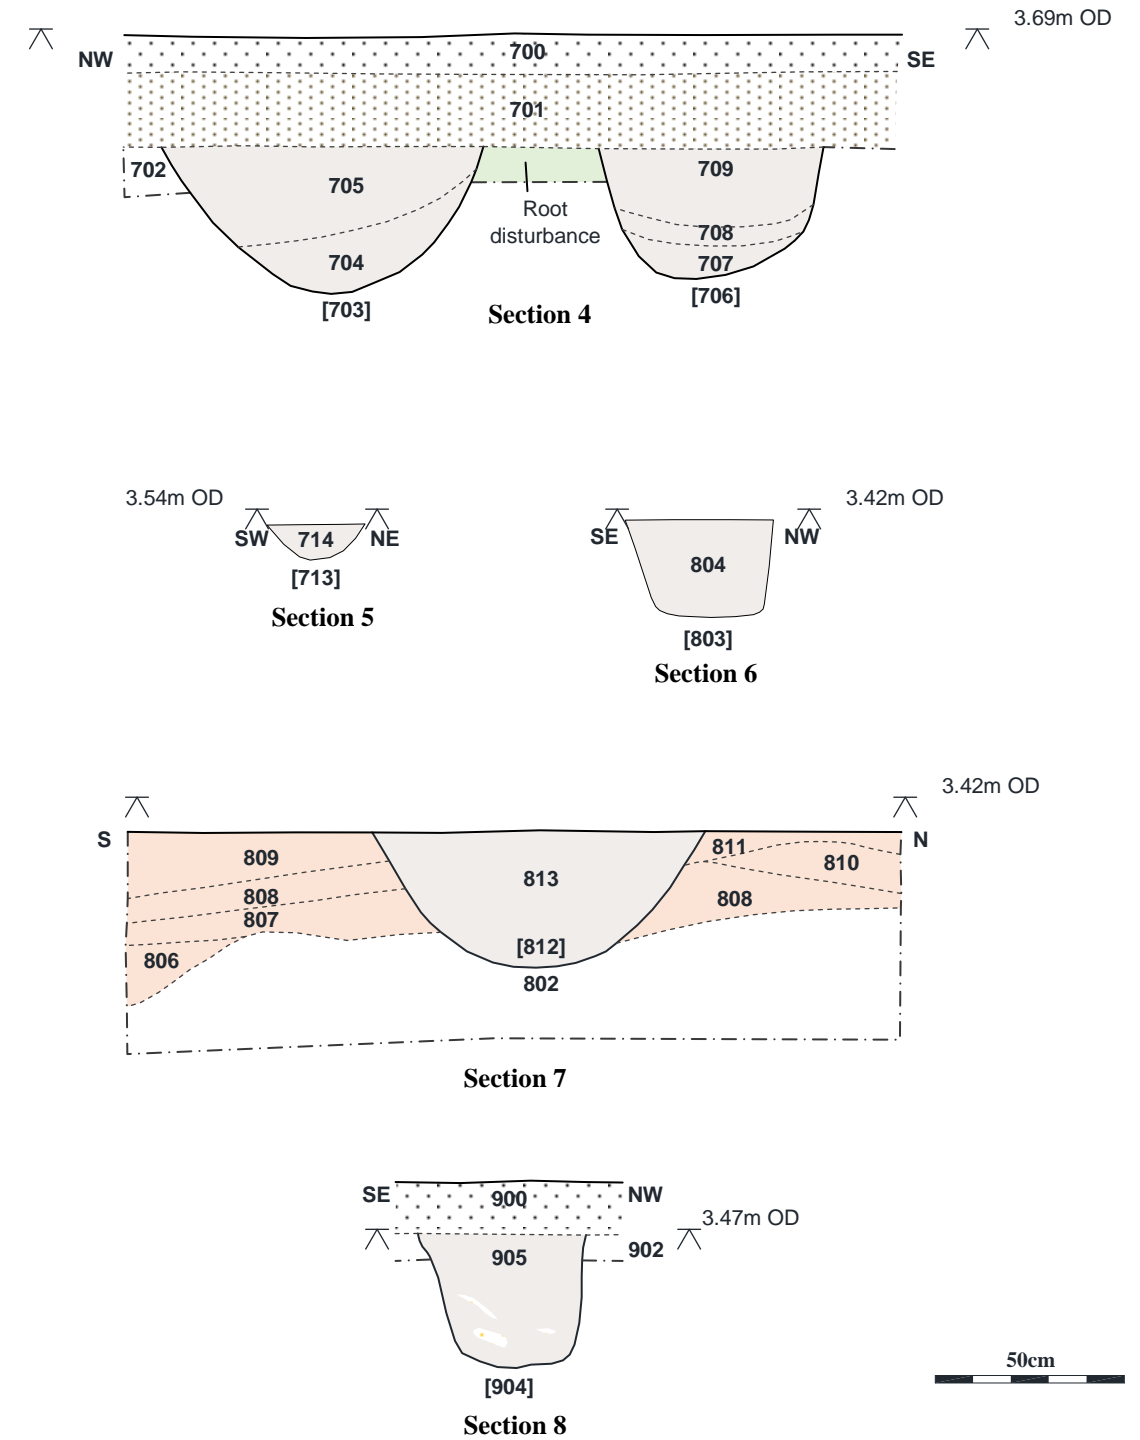 3.69m OD
NW
700
SE
701
702
705
709
Root
disturbance
708
704
707
[703]
[706]
Section 4
3.54m OD
3.42m OD
SW
714
NE
SE
NW
804
[713]
Section 5
[803]
Section 6
3.42m OD
S
N
809
811
810
813
808
808
807
[812]
806
802
Section 7
SE
900
NW
3.47m OD
905
902
50cm
[904]
Section 8